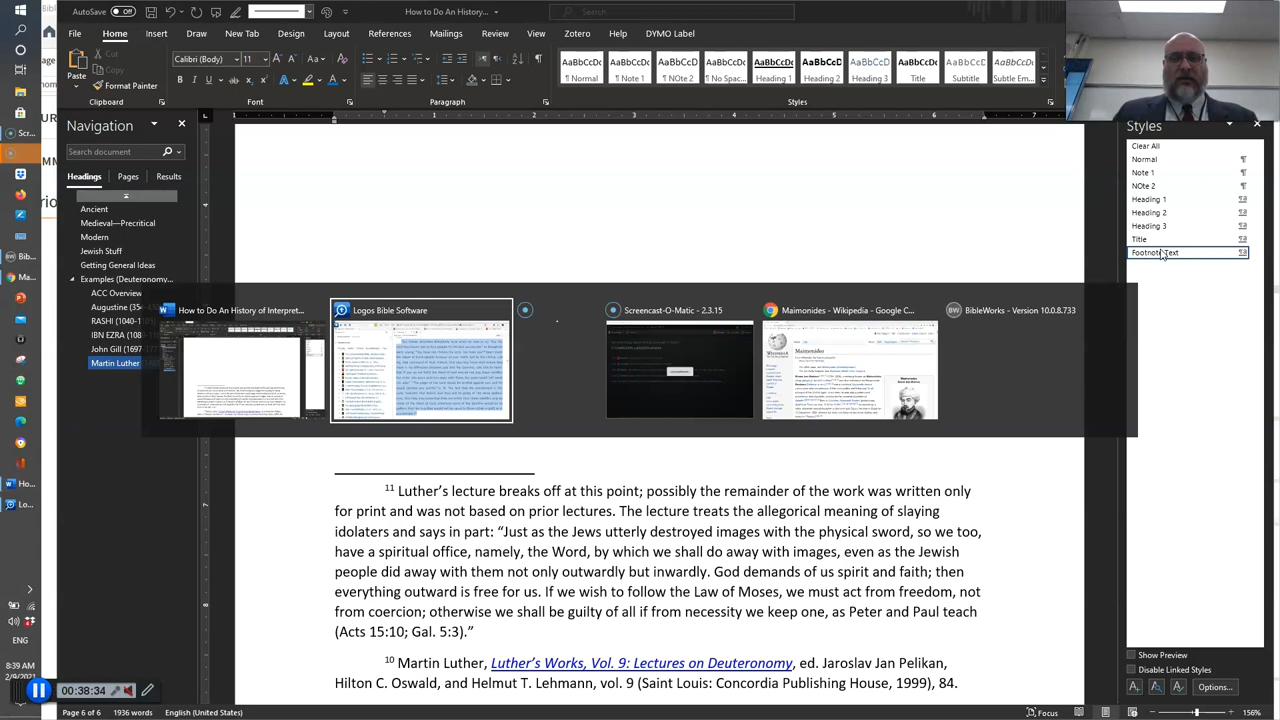 AutoSave Off How to Do An History... Search
File Home Insert Draw New Tab Design Layout References Mailings Review View Zotero Help DYMO Label
Paste Cut Copy Format Painter
Clipboard
Calibri (Body) 11
Font
Paragraph
AaBbCcDc ¶ Normal
¶ Note 1
¶ NOte 2
¶ No Spac...
Heading 1
Heading 2
Heading 3
Title
Subtitle
Subtle Em...
Styles
Navigation
Search document
Headings Pages Results
Ancient
Medieval—Precritical
Modern
Jewish Stuff
Getting General Ideas
Examples (Deuteronomy...
ACC Overview
Augustine (354-43
RASHI (1040-110
IBN EZRA (10
John Gill (1697-
Martin Luther
How to Do An History of Interpret...
Logos Bible Software
Screencast-O-Matic - 2.3.15
Maimonides - Wikipedia - Google C...
BibleWorks - Version 10.0.8.733
Maimonides
11 Luther’s lecture breaks off at this point; possibly the remainder of the work was written only
for print and was not based on prior lectures. The lecture treats the allegorical meaning of slaying
idolaters and says in part: “Just as the Jews utterly destroyed images with the physical sword, so we too,
have a spiritual office, namely, the Word, by which we shall do away with images, even as the Jewish
people did away with them not only outwardly but inwardly. God demands of us spirit and faith; then
everything outward is free for us. If we wish to follow the Law of Moses, we must act from freedom, not
from coercion; otherwise we shall be guilty of all if from necessity we keep one, as Peter and Paul teach
(Acts 15:10; Gal. 5:3).”
10 Martin Luther, Luther’s Works, Vol. 9: Lectures on Deuteronomy, ed. Jaroslav Jan Pelikan,
Hilton C. Oswald, and Helmut T. Lehmann, vol. 9 (Saint Louis: Concordia Publishing House, 1999), 84.
Styles
Clear All
Normal
Note 1
NOte 2
Heading 1
Heading 2
Heading 3
Title
Footnote Text
Show Preview
Disable Linked Styles
Options...
ENG
8:39 AM
2/9/2021
00:38:20
Page 6 of 6 1936 words English (United States) Focus 156%